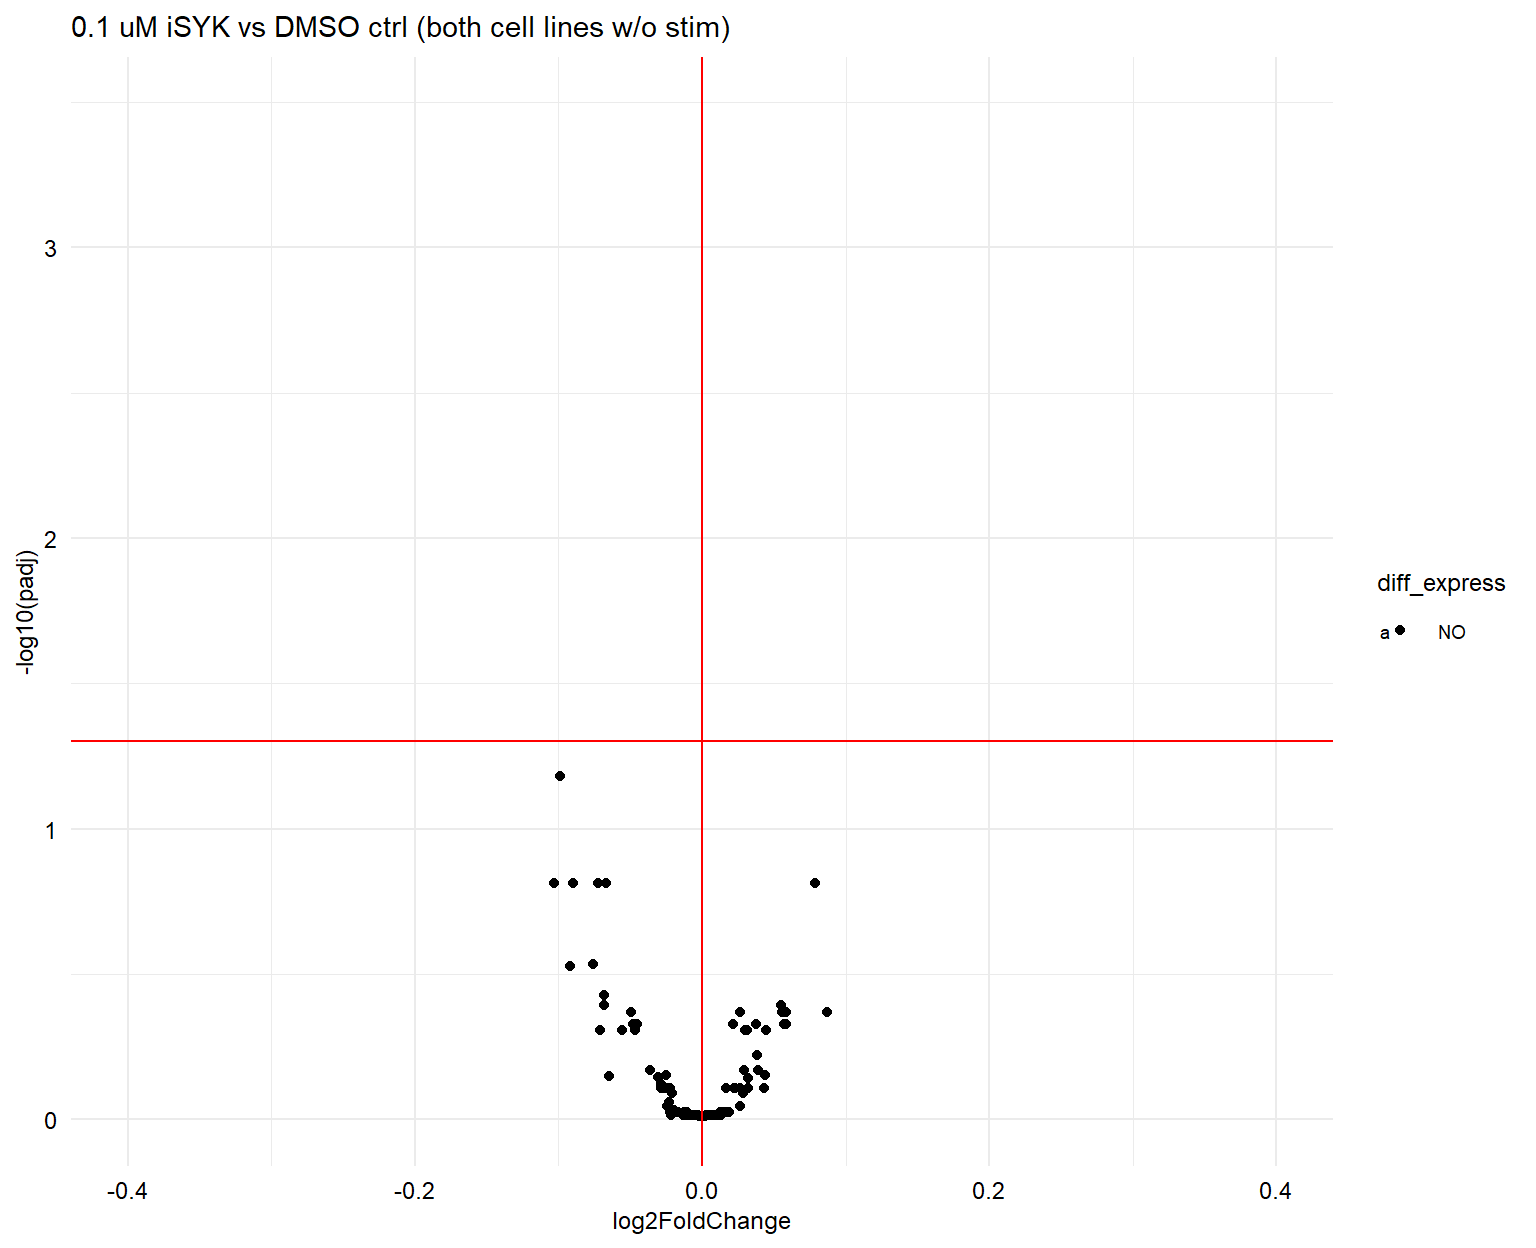 0.1 uM iSYK vs DMSO ctrl (both cell lines w/o stim)
-log10(padj)
3
2
1
0
-0.4 -0.2 0.0 0.2 0.4
log2FoldChange
diff_express
a NO